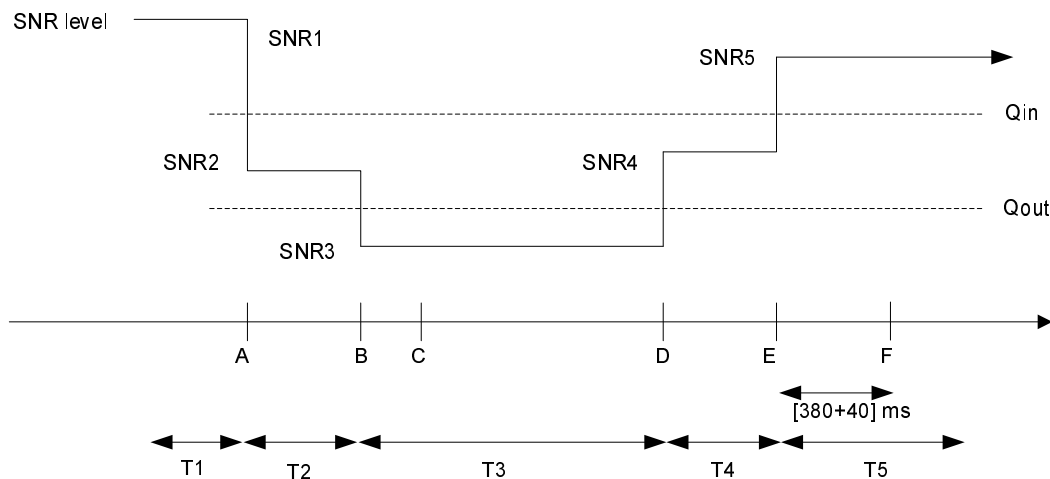 SNR level
SNR1
SNR5
Qin
SNR2
SNR4
Qout
SNR3
A B C D E F
[380+40] ms
T1 T2 T3 T4 T5